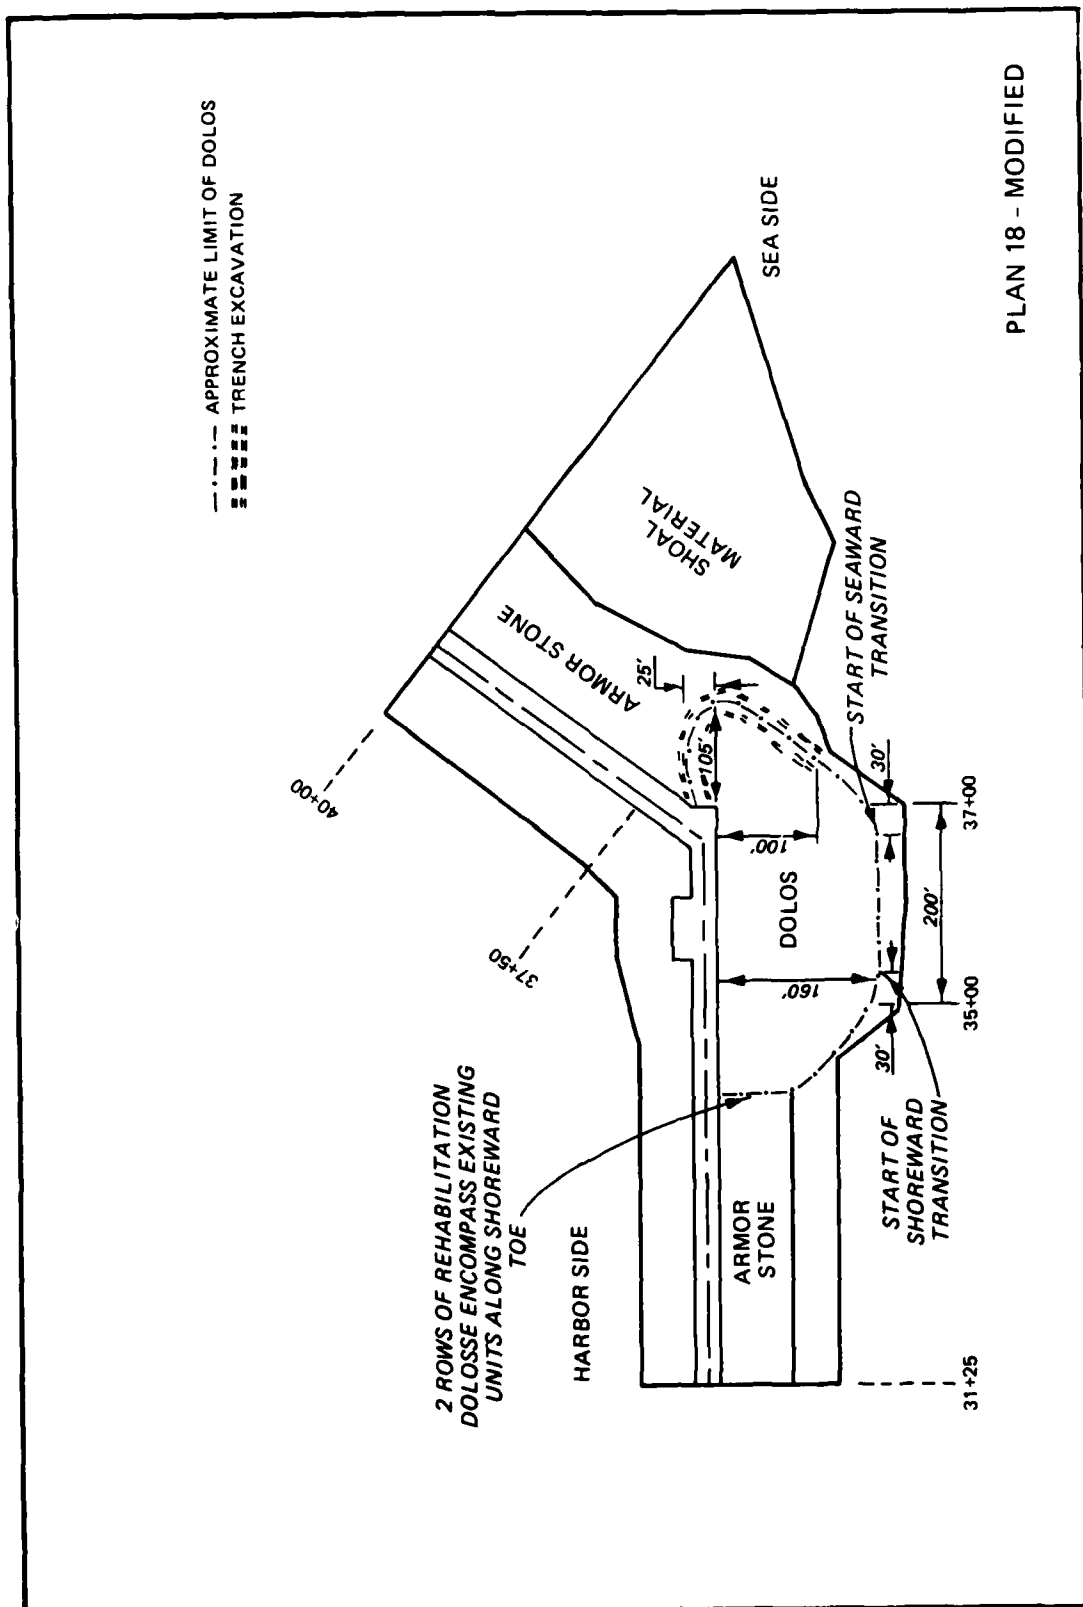 —·—·— APPROXIMATE LIMIT OF DOLOS
TRENCH EXCAVATION
40+00
37+50
2 ROWS OF REHABILITATION
DOLOSSE ENCOMPASS EXISTING
UNITS ALONG SHOREWARD
TOE
HARBOR SIDE
ARMOR STONE
SHOAL
MATERIAL
SEA SIDE
25'
105'
100'
DOLOS
160'
ARMOR
STONE
START OF SEAWARD
TRANSITION
30'
30'
200'
START OF
SHOREWARD
TRANSITION
31+25
35+00
37+00
PLAN 18 - MODIFIED